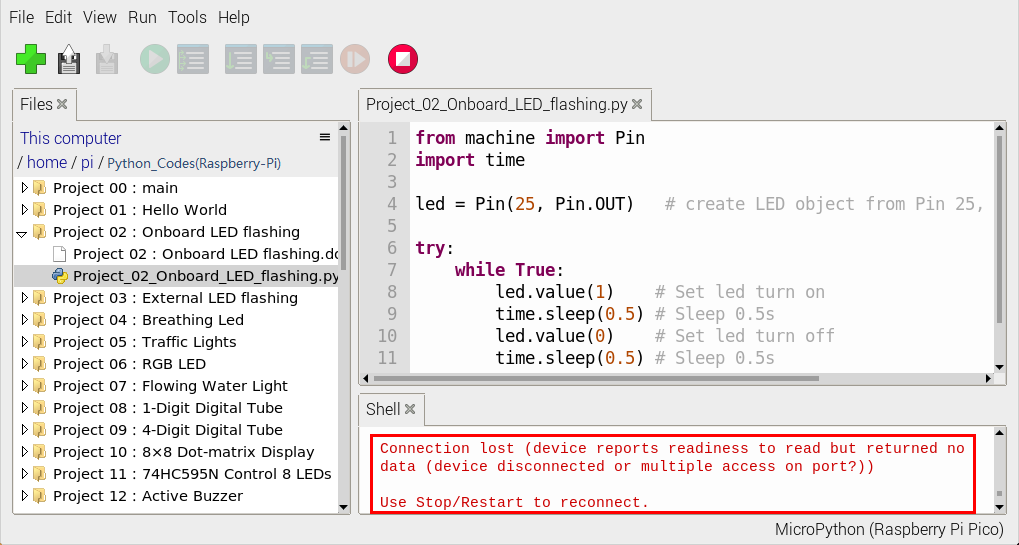 File Edit View Run Tools Help
Files
This computer
/ home / pi / Python_Codes(Raspberry-Pi)
Project 00 : main
Project 01 : Hello World
Project 02 : Onboard LED flashing
Project 02 : Onboard LED flashing.do
Project_02_Onboard_LED_flashing.py
Project 03 : External LED flashing
Project 04 : Breathing Led
Project 05 : Traffic Lights
Project 06 : RGB LED
Project 07 : Flowing Water Light
Project 08 : 1-Digit Digital Tube
Project 09 : 4-Digit Digital Tube
Project 10 : 8×8 Dot-matrix Display
Project 11 : 74HC595N Control 8 LEDs
Project 12 : Active Buzzer
Project_02_Onboard_LED_flashing.py
1 from machine import Pin
2 import time
3
4 led = Pin(25, Pin.OUT)   # create LED object from Pin 25,
5
6 try:
7     while True:
8         led.value(1)    # Set led turn on
9         time.sleep(0.5) # Sleep 0.5s
10         led.value(0)    # Set led turn off
11         time.sleep(0.5) # Sleep 0.5s
Shell
Connection lost (device reports readiness to read but returned no
data (device disconnected or multiple access on port?))
Use Stop/Restart to reconnect.
MicroPython (Raspberry Pi Pico)